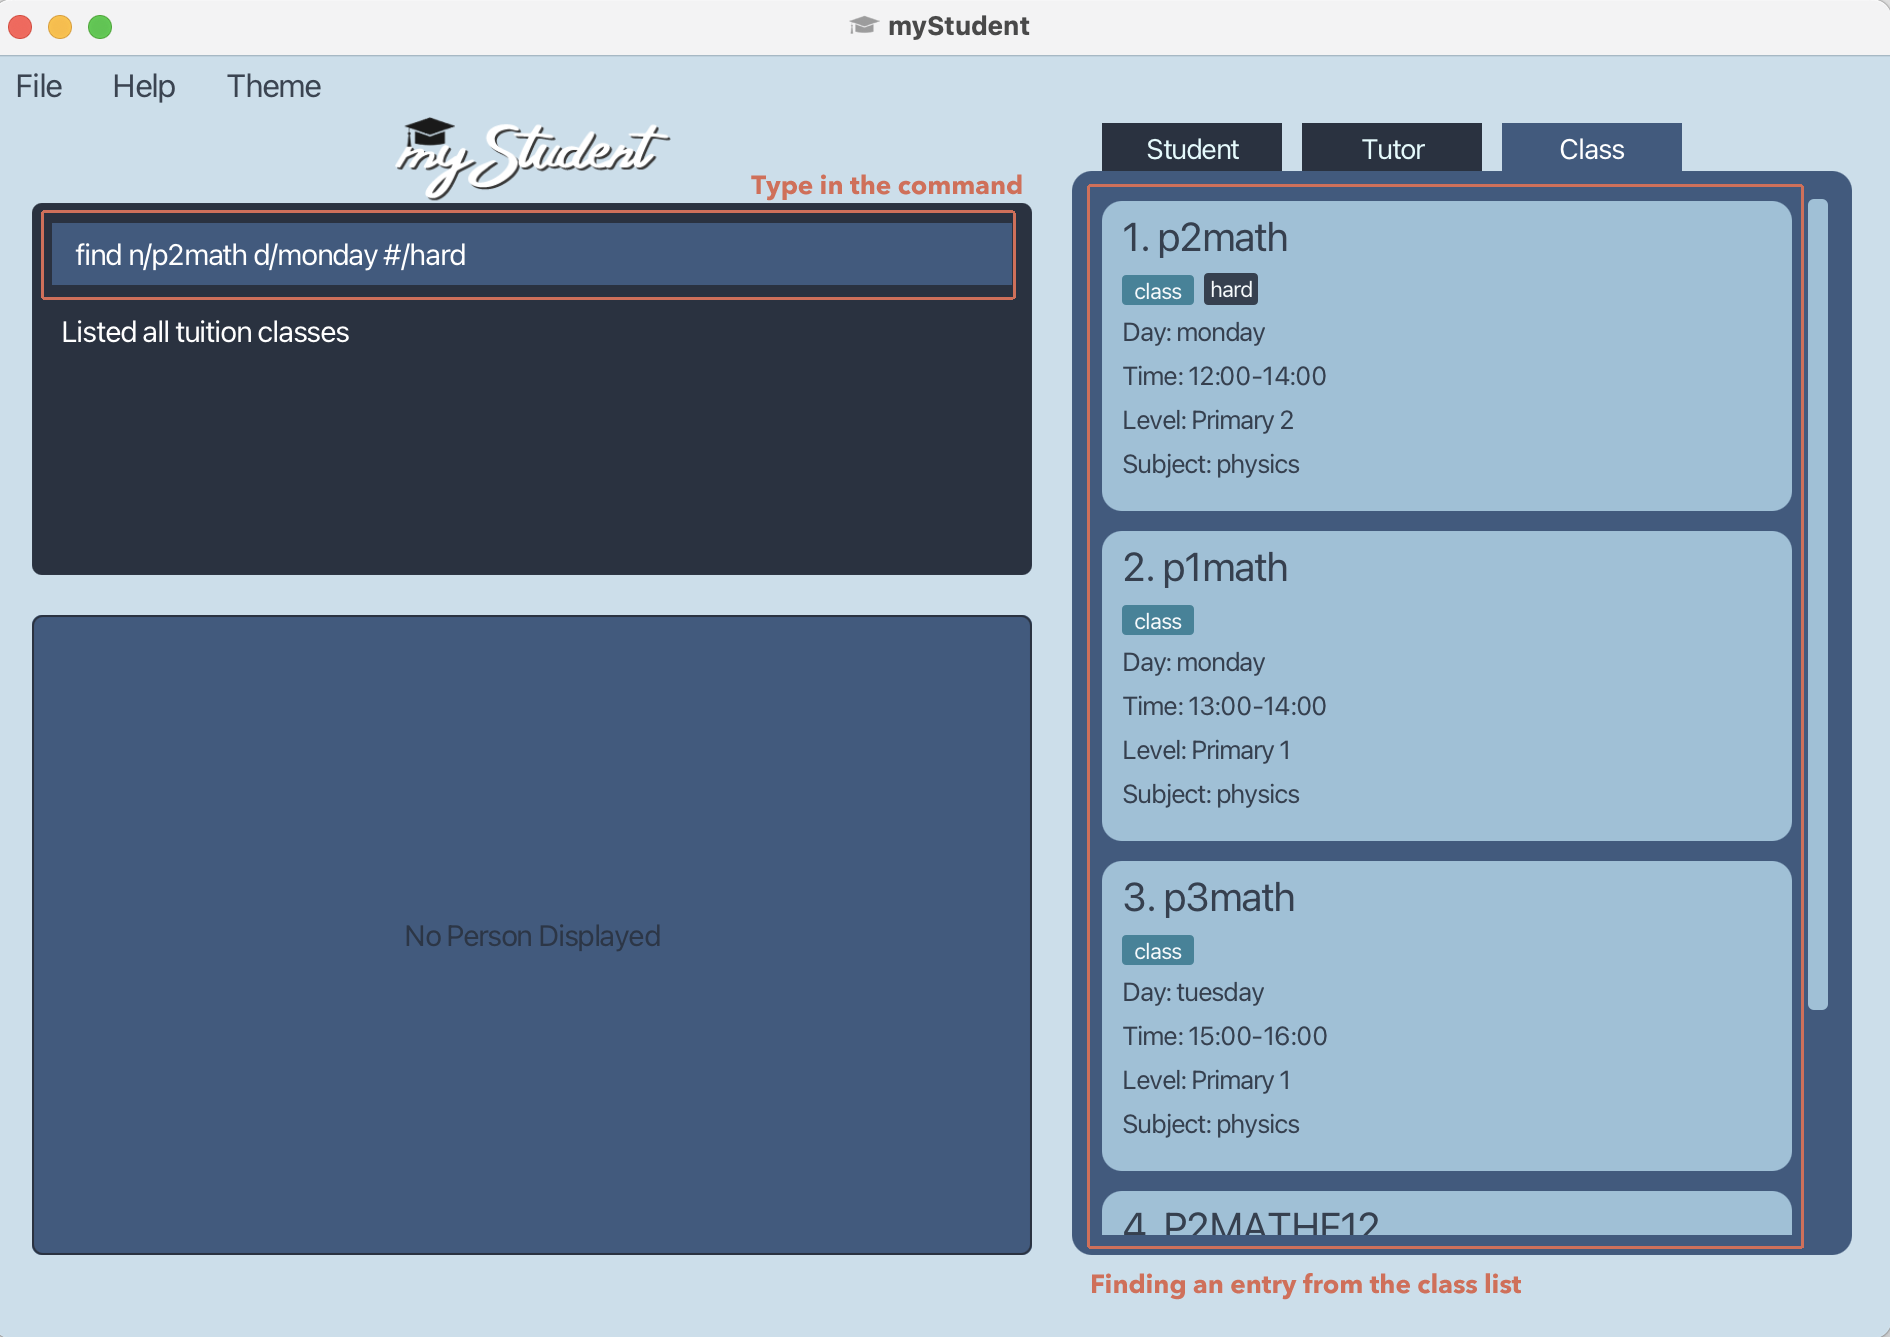 myStudent
File Help Theme
myStudent
Type in the command
find n/p2math d/monday #/hard
Listed all tuition classes
No Person Displayed
Student Tutor Class
1. p2math
class hard
Day: monday
Time: 12:00-14:00
Level: Primary 2
Subject: physics
2. p1math
class
Day: monday
Time: 13:00-14:00
Level: Primary 1
Subject: physics
3. p3math
class
Day: tuesday
Time: 15:00-16:00
Level: Primary 1
Subject: physics
4. P2MATHE12
Finding an entry from the class list